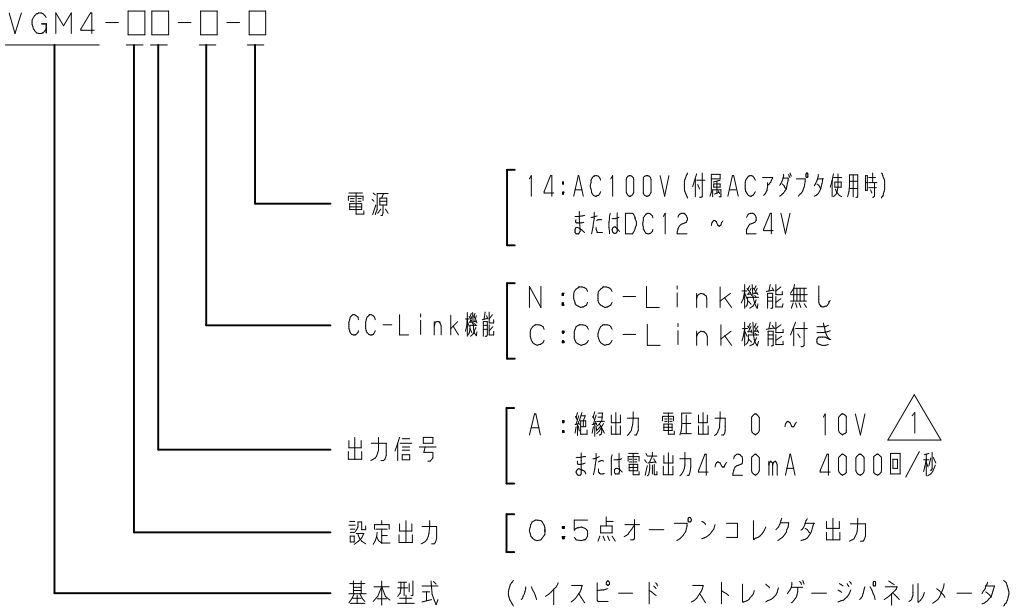 VGM4-□□-□-□
電源
14:AC100V(付属ACアダプタ使用時)
またはDC12 ~ 24V
CC-Link機能
N:CC-Link機能無し
C:CC-Link機能付き
出力信号
A:絶縁出力 電圧出力 0 ~ 10V 1
または電流出力4~20mA 4000回/秒
設定出力
O:5点オープンコレクタ出力
基本型式
(ハイスピード ストレンゲージパネルメータ)